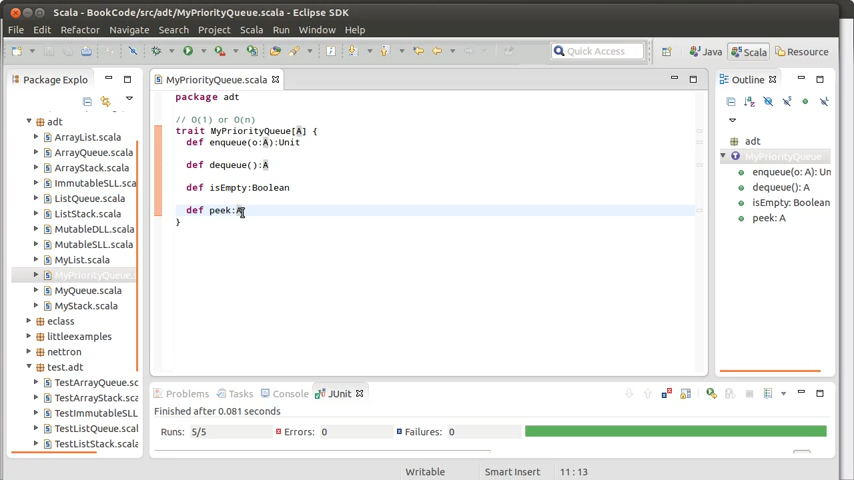 Scala - BookCode/src/adt/MyPriorityQueue.scala - Eclipse SDK
File Edit Refactor Navigate Search Project Scala Run Window Help
Quick Access
Java
Scala
Resource
Package Explo
adt
ArrayList.scala
ArrayQueue.scala
ArrayStack.scala
ImmutableSLL.sc
ListQueue.scala
ListStack.scala
MutableDLL.scala
MutableSLL.scala
MyList.scala
MyPriorityQueue.s
MyQueue.scala
MyStack.scala
eclass
littleexamples
nettron
test.adt
TestArrayQueue.sc
TestArrayStack.sca
TestImmutableSLL
TestListQueue.sca
TestListStack.scala
MyPriorityQueue.scala
package adt
// O(1) or O(n)
trait MyPriorityQueue[A] {
def enqueue(o:A):Unit
def dequeue():A
def isEmpty:Boolean
def peek:A
}
Outline
adt
MyPriorityQueue
enqueue(o: A): Un
dequeue(): A
isEmpty: Boolean
peek: A
Problems Tasks Console JUnit
Finished after 0.081 seconds
Runs: 5/5 Errors: 0 Failures: 0
Writable Smart Insert 11 : 13